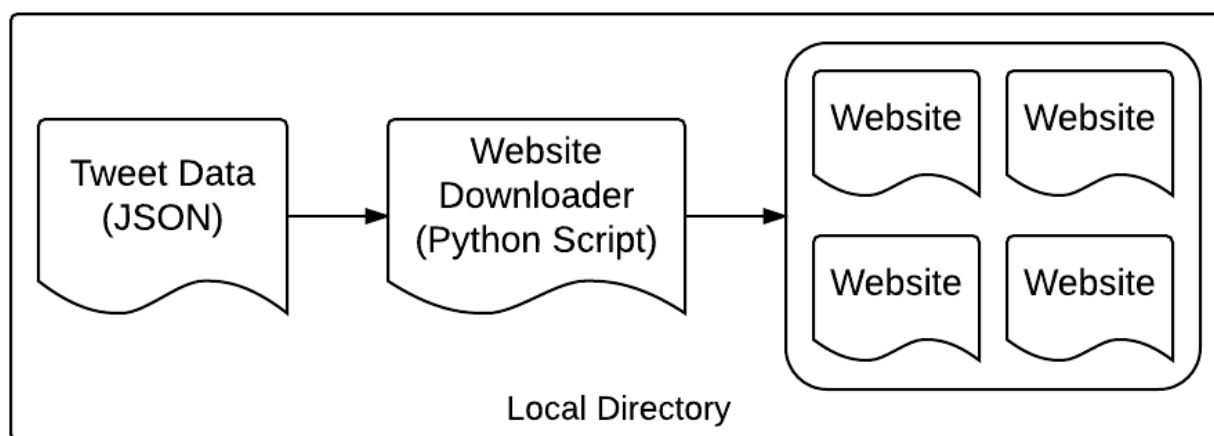 Tweet Data
(JSON)
Website
Downloader
(Python Script)
Website
Website
Website
Website
Local Directory